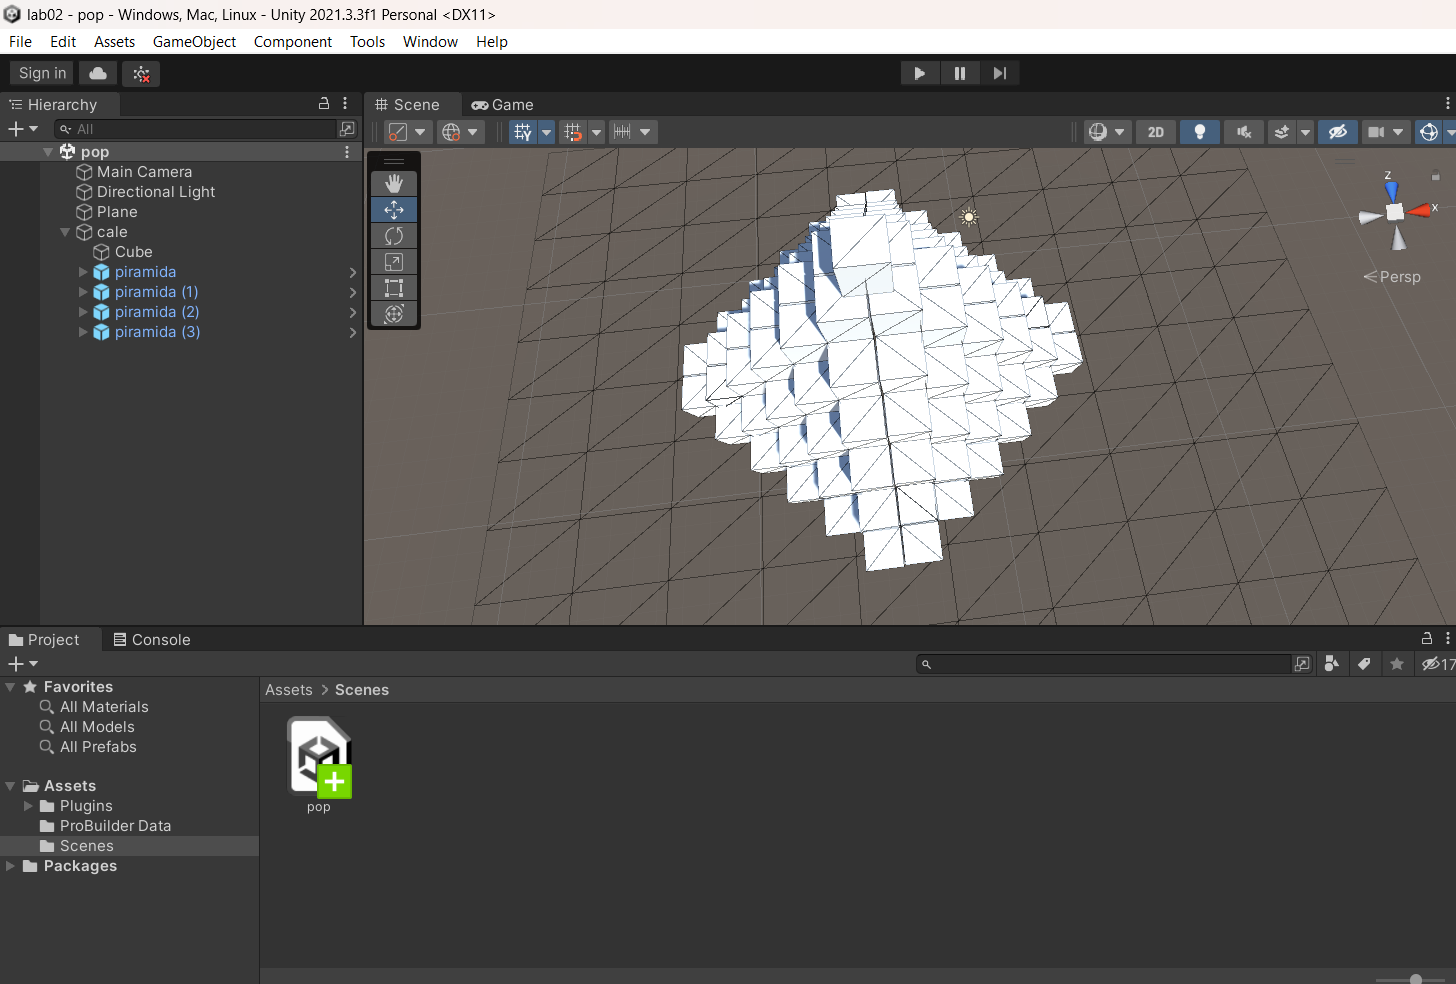 lab02 - pop - Windows, Mac, Linux - Unity 2021.3.3f1 Personal <DX11>
File Edit Assets GameObject Component Tools Window Help
Sign in
Hierarchy
All
pop
Main Camera
Directional Light
Plane
cale
Cube
piramida
piramida (1)
piramida (2)
piramida (3)
Scene Game
2D
z
x
Persp
Project Console
17
Favorites
All Materials
All Models
All Prefabs
Assets
Plugins
ProBuilder Data
Scenes
Packages
Assets > Scenes
pop